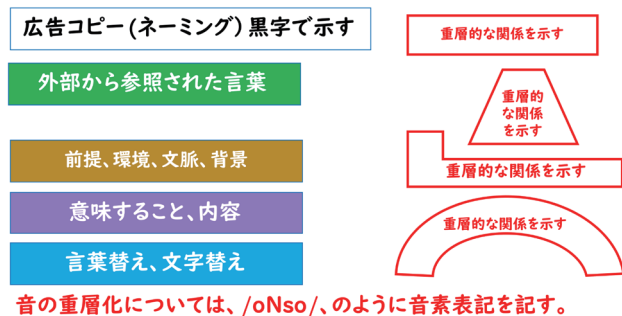 広告コピー(ネーミング)黒字で示す
外部から参照された言葉
前提、環境、文脈、背景
意味すること、内容
言葉替え、文字替え
重層的な関係を示す
重層的
な関係
を示す
重層的な関係を示す
重層的な関係を示す
音の重層化については、/oNso/、のように音素表記を記す。